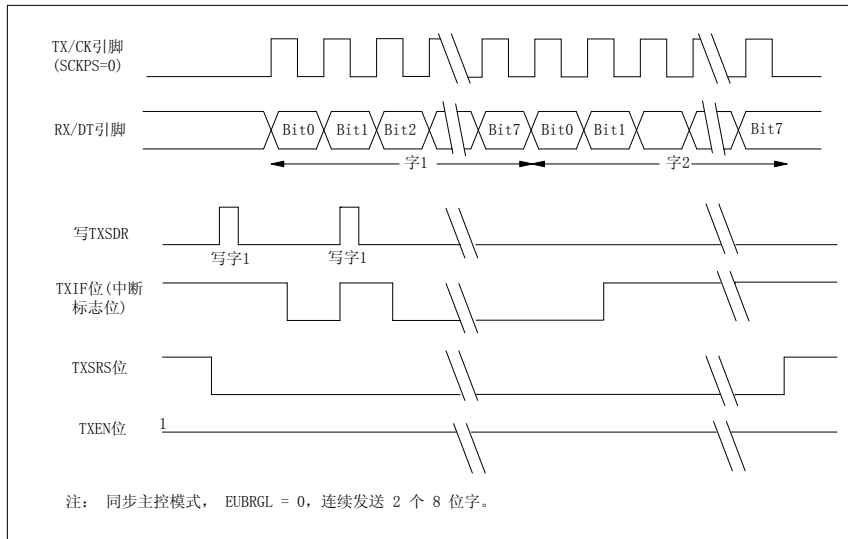 TX/CK引脚
(SCKPS=0)
RX/DT引脚
Bit0 Bit1 Bit2 Bit7 Bit0 Bit1 Bit7
字1 字2
写TXSDR
写字1 写字1
TXIF位(中断
标志位)
TXSRS位
TXEN位 1
注: 同步主控模式, EUBRGL = 0，连续发送 2 个 8 位字。